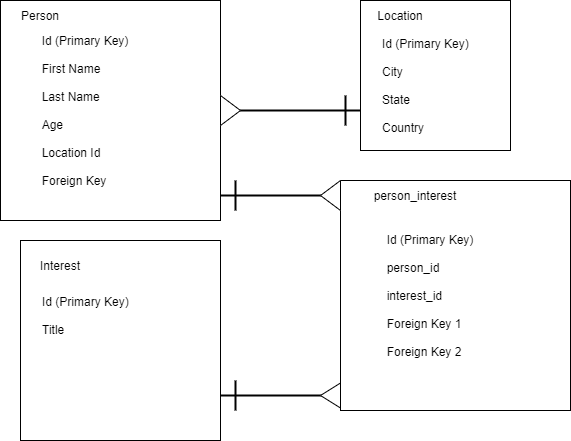 Person
Id (Primary Key)
First Name
Last Name
Age
Location Id
Foreign Key
Location
Id (Primary Key)
City
State
Country
person_interest
Id (Primary Key)
person_id
interest_id
Foreign Key 1
Foreign Key 2
Interest
Id (Primary Key)
Title